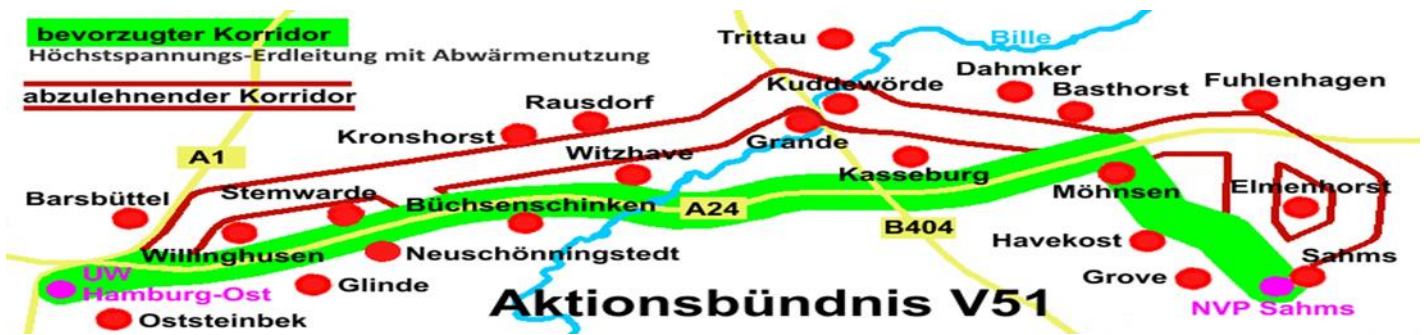 bevorzugter Korridor
Höchstspannungs-Erdleitung mit Abwärmenutzung
abzulehnender Korridor
Trittau
Bille
Dahmker
Kuddewörde
Basthorst
Fuhlenhagen
Rausdorf
Kronshorst
Grande
A1
Witzhave
Kasseburg
Möhnsen
Elmenhorst
Barsbüttel
Stemwarde
Büchsenschinken
A24
B404
Havekost
Willinghusen
Neuschönningstedt
Sahms
UW
Hamburg-Ost
Glinde
Grove
NVP Sahms
Oststeinbek
Aktionsbündnis V51